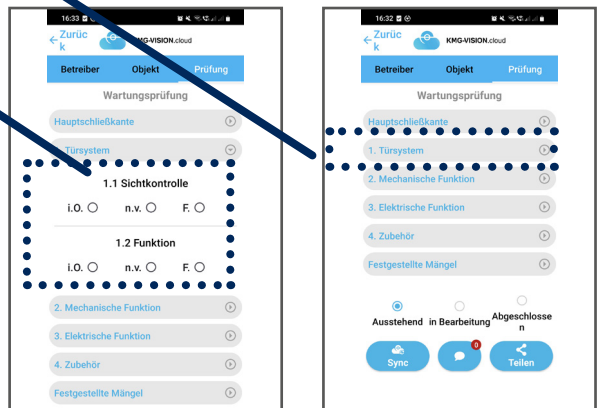 16:33
Zurüc
k
MG-VISION.cloud
Betreiber Objekt Prüfung
Wartungsprüfung
Hauptschließkante
Türsystem
1.1 Sichtkontrolle
i.O. n.v. F.
1.2 Funktion
i.O. n.v. F.
2. Mechanische Funktion
3. Elektrische Funktion
4. Zubehör
Festgestellte Mängel
16:32
Zurüc
k
KMG-VISION.cloud
Betreiber Objekt Prüfung
Wartungsprüfung
Hauptschließkante
1. Türsystem
2. Mechanische Funktion
3. Elektrische Funktion
4. Zubehör
Festgestellte Mängel
Ausstehend in Bearbeitung Abgeschlosse
n
Sync 0 Teilen